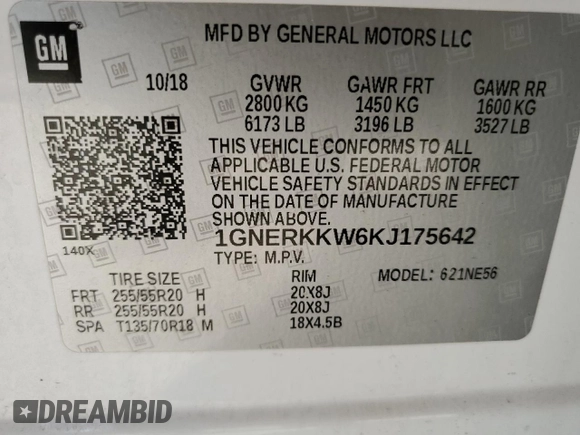 GM
MFD BY GENERAL MOTORS LLC
10/18 GVWR GAWR FRT GAWR RR
2800 KG 1450 KG 1600 KG
6173 LB 3196 LB 3527 LB
THIS VEHICLE CONFORMS TO ALL
APPLICABLE U.S. FEDERAL MOTOR
VEHICLE SAFETY STANDARDS IN EFFECT
ON THE DATE OF MANUFACTURE
SHOWN ABOVE.
140X
1GNERKKW6KJ175642
TYPE: M.P.V. MODEL: 621NE56
TIRE SIZE RIM
FRT 255/55R20 H 20X8J
RR 255/55R20 H 20X8J
SPA T135/70R18 M 18X4.5B
DREAMBID